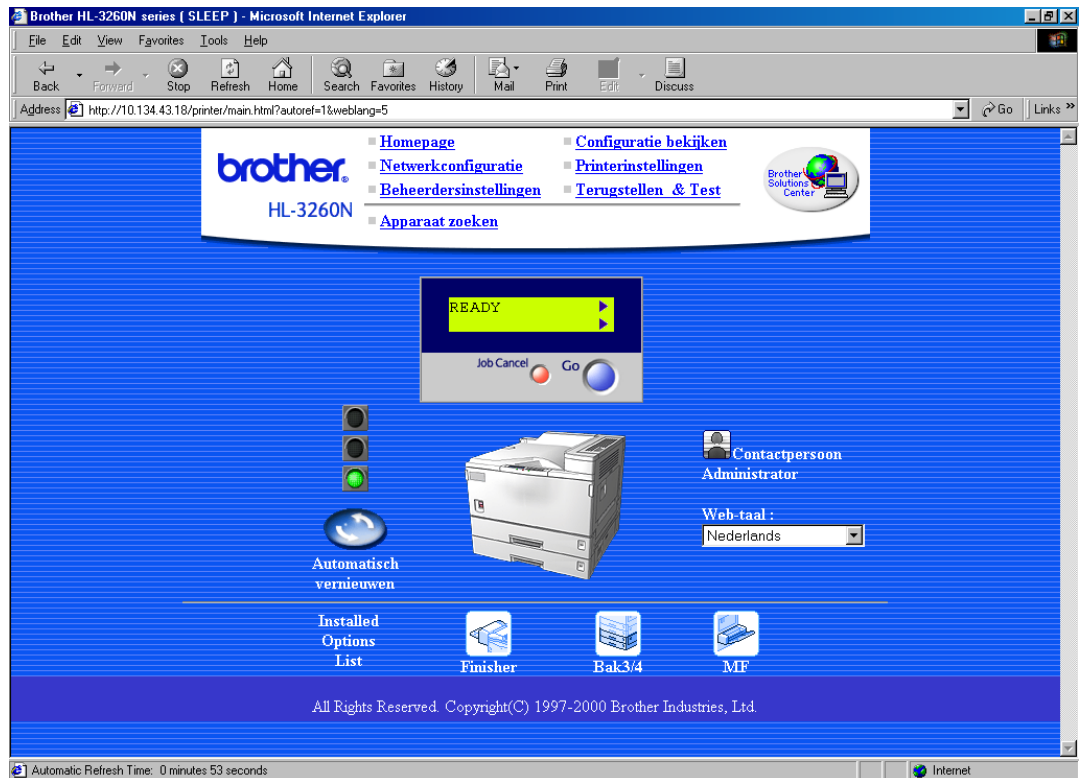 Brother HL-3260N series ( SLEEP ) - Microsoft Internet Explorer
File Edit View Favorites Tools Help
Back Forward Stop Refresh Home Search Favorites History Mail Print Edit Discuss
Address http://10.134.43.18/printer/main.html?autoref=1&weblang=5 Go Links »
brother®
HL-3260N
Homepage Configuratie bekijken
Netwerkconfiguratie Printerinstellingen
Beheerdersinstellingen Terugstellen & Test
Apparaat zoeken
Brother
Solutions
Center
READY
Job Cancel Go
Contactpersoon
Administrator
Web-taal :
Nederlands
Automatisch
vernieuwen
Installed
Options
List
Finisher Bak3/4 MF
All Rights Reserved. Copyright(C) 1997-2000 Brother Industries, Ltd.
Automatic Refresh Time: 0 minutes 53 seconds Internet